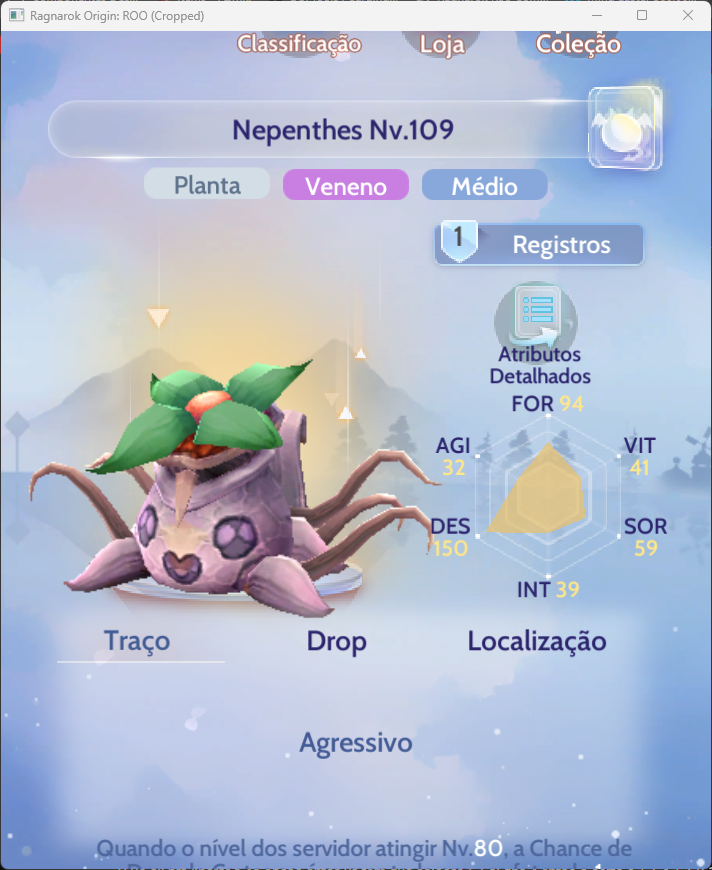 Ragnarok Origin: ROO (Cropped)
Classificação Loja Coleção
Nepenthes Nv.109
Planta Veneno Médio
1 Registros
Atributos
Detalhados
FOR 94
AGI VIT
32 41
DES SOR
150 59
INT 39
Traço Drop Localização
Agressivo
Quando o nível dos servidor atingir Nv.80, a Chance de